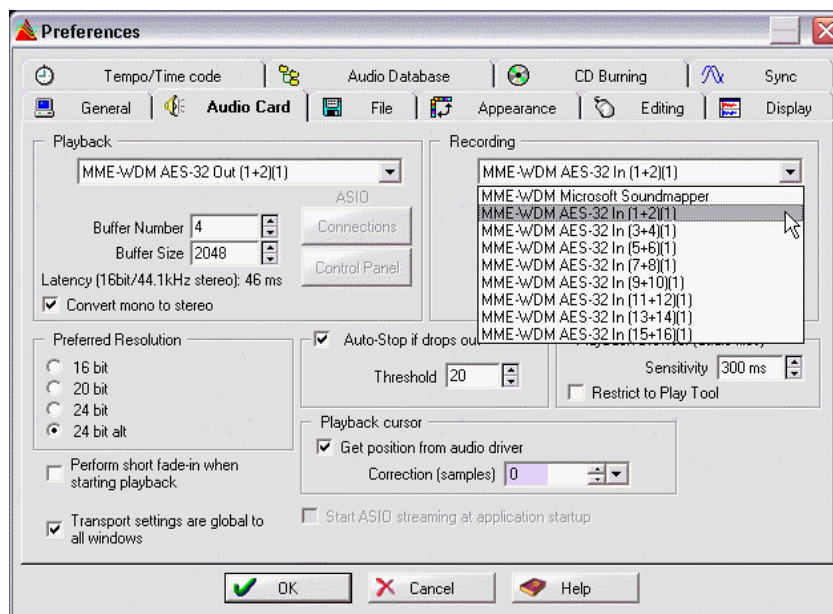 Preferences
Tempo/Time code
Audio Database
CD Burning
Sync
General
Audio Card
File
Appearance
Editing
Display
Playback
MME-WDM AES-32 Out (1+2)(1)
ASIO
Buffer Number 4
Connections
Buffer Size 2048
Control Panel
Latency (16bit/44.1kHz stereo): 46 ms
Convert mono to stereo
Recording
MME-WDM AES-32 In (1+2)(1)
MME-WDM Microsoft Soundmapper
MME-WDM AES-32 In (1+2)(1)
MME-WDM AES-32 In (3+4)(1)
MME-WDM AES-32 In (5+6)(1)
MME-WDM AES-32 In (7+8)(1)
MME-WDM AES-32 In (9+10)(1)
MME-WDM AES-32 In (11+12)(1)
MME-WDM AES-32 In (13+14)(1)
MME-WDM AES-32 In (15+16)(1)
Preferred Resolution
16 bit
20 bit
24 bit
24 bit alt
Auto-Stop if drops out
Threshold 20
Sensitivity 300 ms
Restrict to Play Tool
Playback cursor
Get position from audio driver
Correction (samples) 0
Perform short fade-in when
starting playback
Transport settings are global to
all windows
Start ASIO streaming at application startup
OK
Cancel
Help